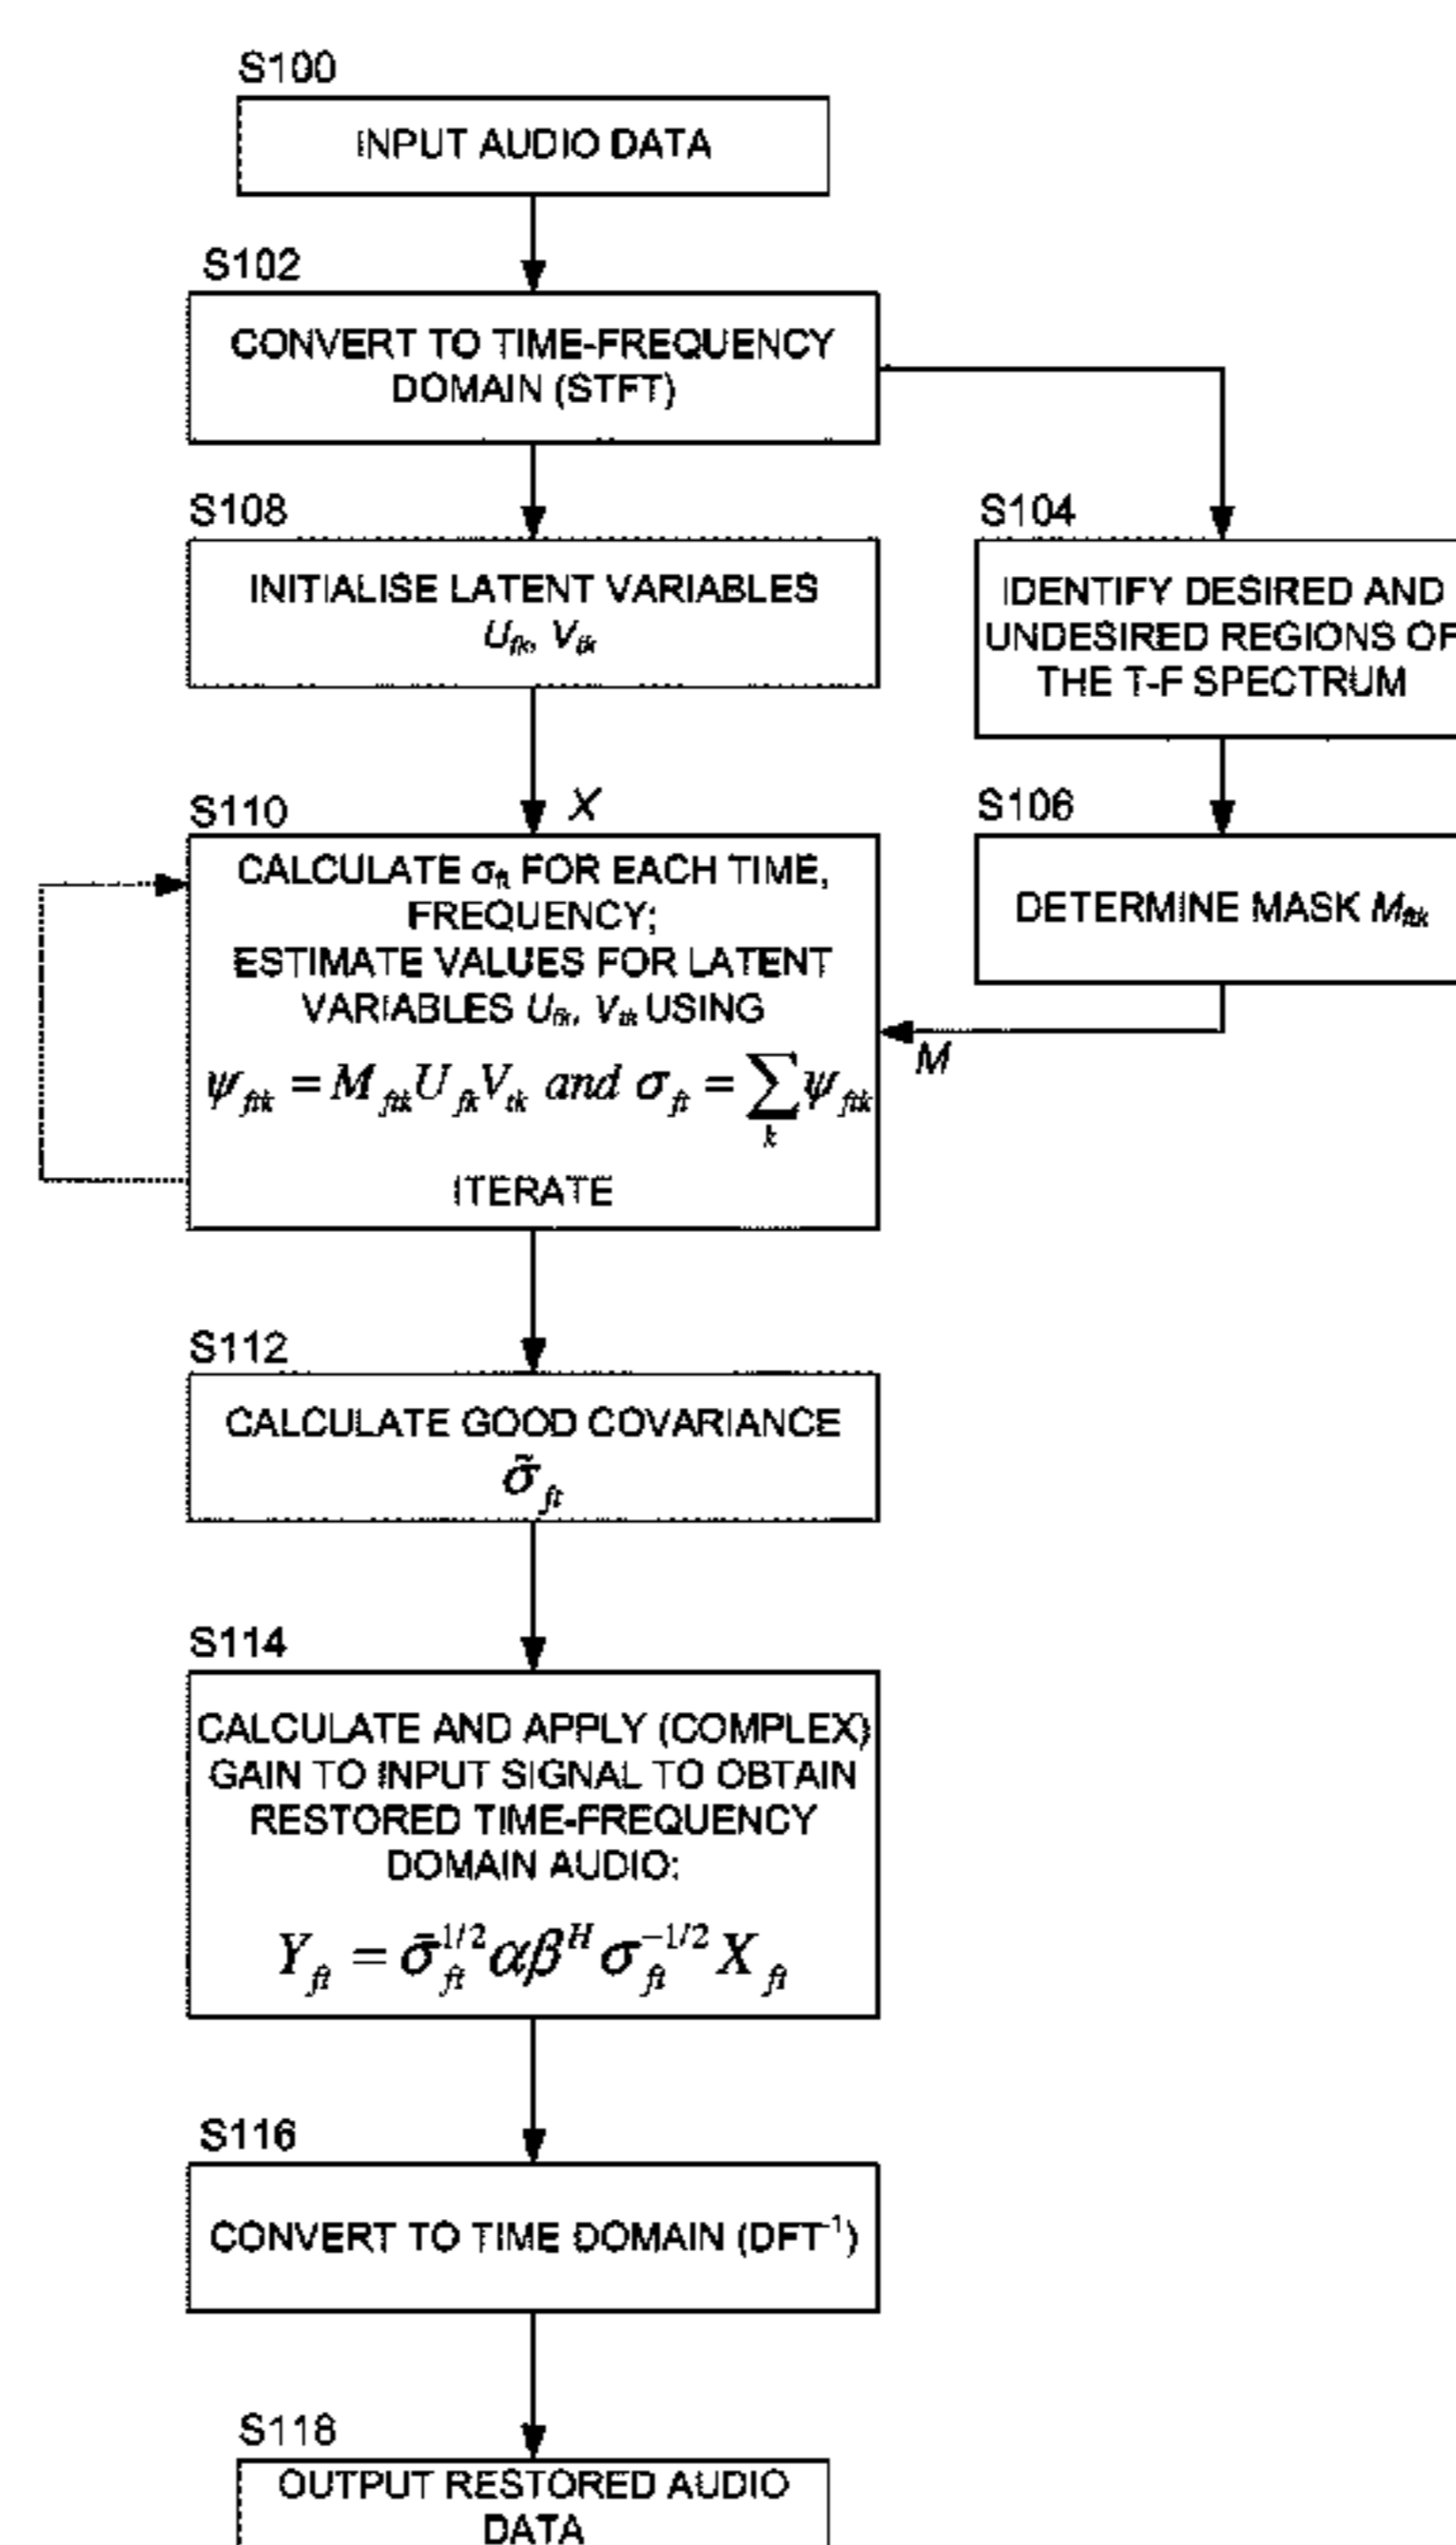 S100
INPUT AUDIO DATA
S102
CONVERT TO TIME-FREQUENCY
DOMAIN (STFT)
S108
INITIALISE LATENT VARIABLES
U_fk, V_tk
S104
IDENTIFY DESIRED AND
UNDESIRED REGIONS OF
THE T-F SPECTRUM
X
S110
CALCULATE σ_ft FOR EACH TIME,
FREQUENCY;
ESTIMATE VALUES FOR LATENT
VARIABLES U_fk, V_tk USING
ψ_ftk = M_ftk U_fk V_tk and σ_ft = ∑_k ψ_ftk
ITERATE
S106
DETERMINE MASK M_ftk
M
S112
CALCULATE GOOD COVARIANCE
σ̃_ft
S114
CALCULATE AND APPLY (COMPLEX)
GAIN TO INPUT SIGNAL TO OBTAIN
RESTORED TIME-FREQUENCY
DOMAIN AUDIO:
Y_ft = σ̃_ft^1/2 αβ^H σ_ft^-1/2 X_ft
S116
CONVERT TO TIME DOMAIN (DFT⁻¹)
S118
OUTPUT RESTORED AUDIO
DATA